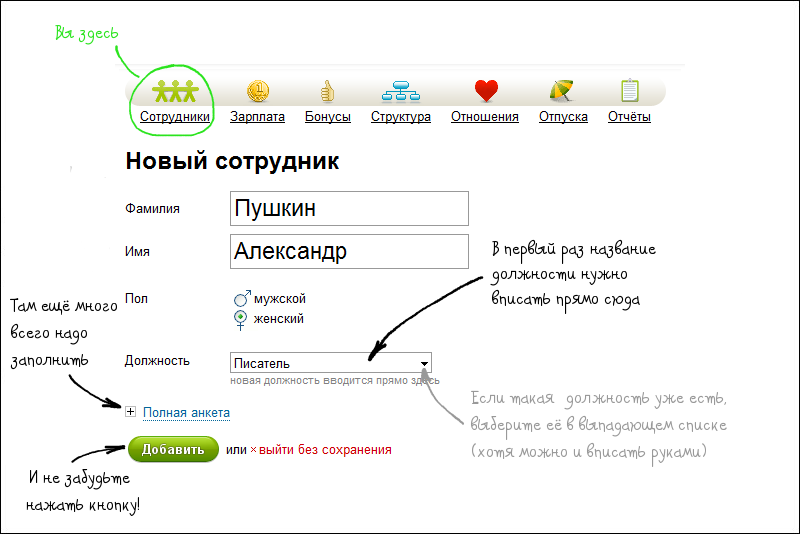 Вы здесь
Сотрудники Зарплата Бонусы Структура Отношения Отпуска Отчёты
Новый сотрудник
Фамилия Пушкин
Имя Александр
В первый раз название
должности нужно
вписать прямо сюда
Пол мужской
женский
Там ещё много
всего надо
заполнить
Должность Писатель
новая должность вводится прямо здесь
Если такая должность уже есть,
выберите её в выпадающем списке
(хотя можно и вписать руками)
Полная анкета
Добавить или × выйти без сохранения
И не забудьте
нажать кнопку!